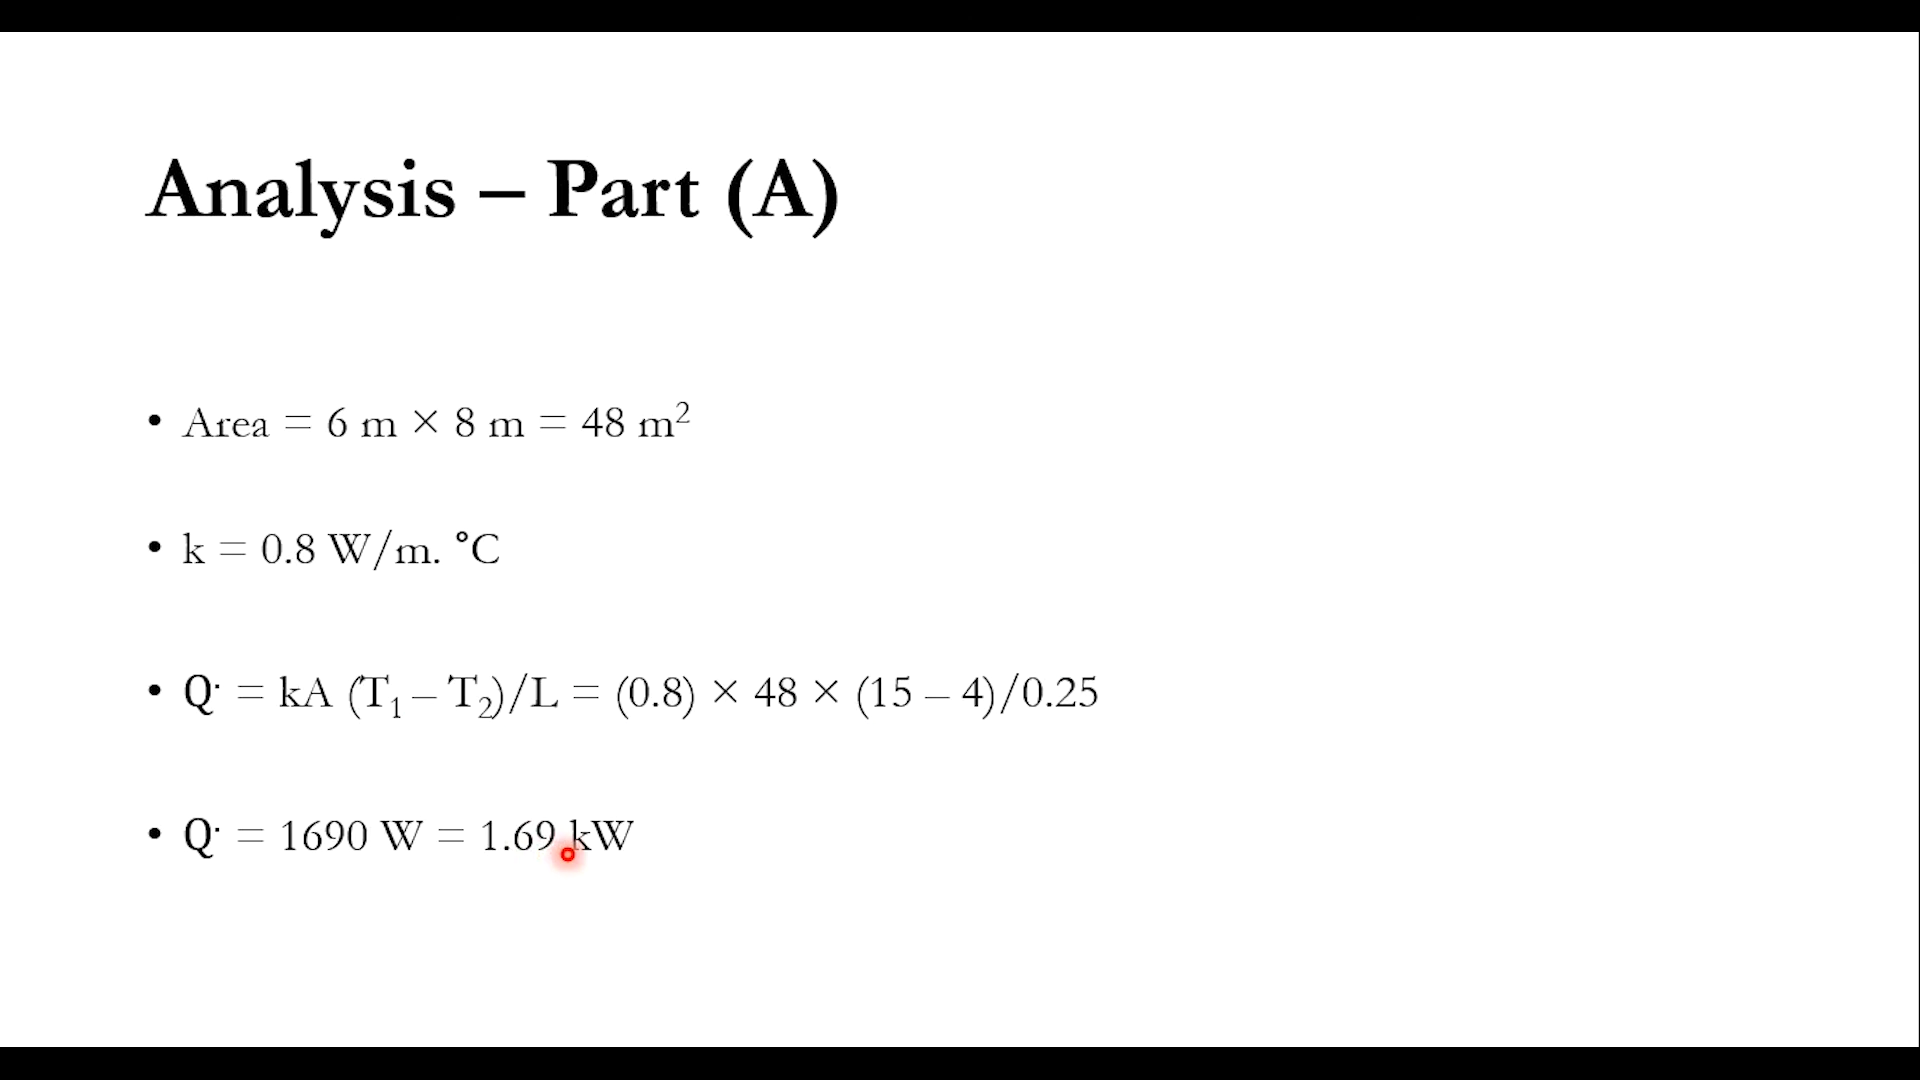 Analysis – Part (A)
• Area = 6 m × 8 m = 48 m²
• k = 0.8 W/m. °C
• Q˙ = kA (T₁ – T₂)/L = (0.8) × 48 × (15 – 4)/0.25
• Q˙ = 1690 W = 1.69 kW